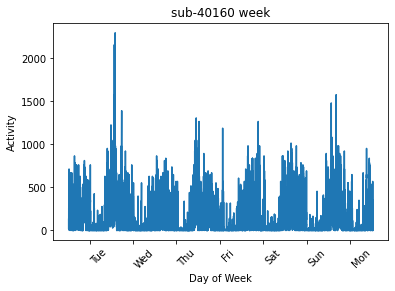 sub-40160 week
2000
1500
1000
500
0
Activity
Tue
Wed
Thu
Fri
Sat
Sun
Mon
Day of Week